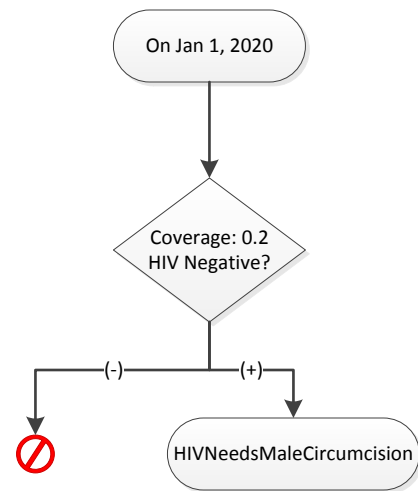 On Jan 1, 2020
Coverage: 0.2
HIV Negative?
(-)
(+)
HIVNeedsMaleCircumcision